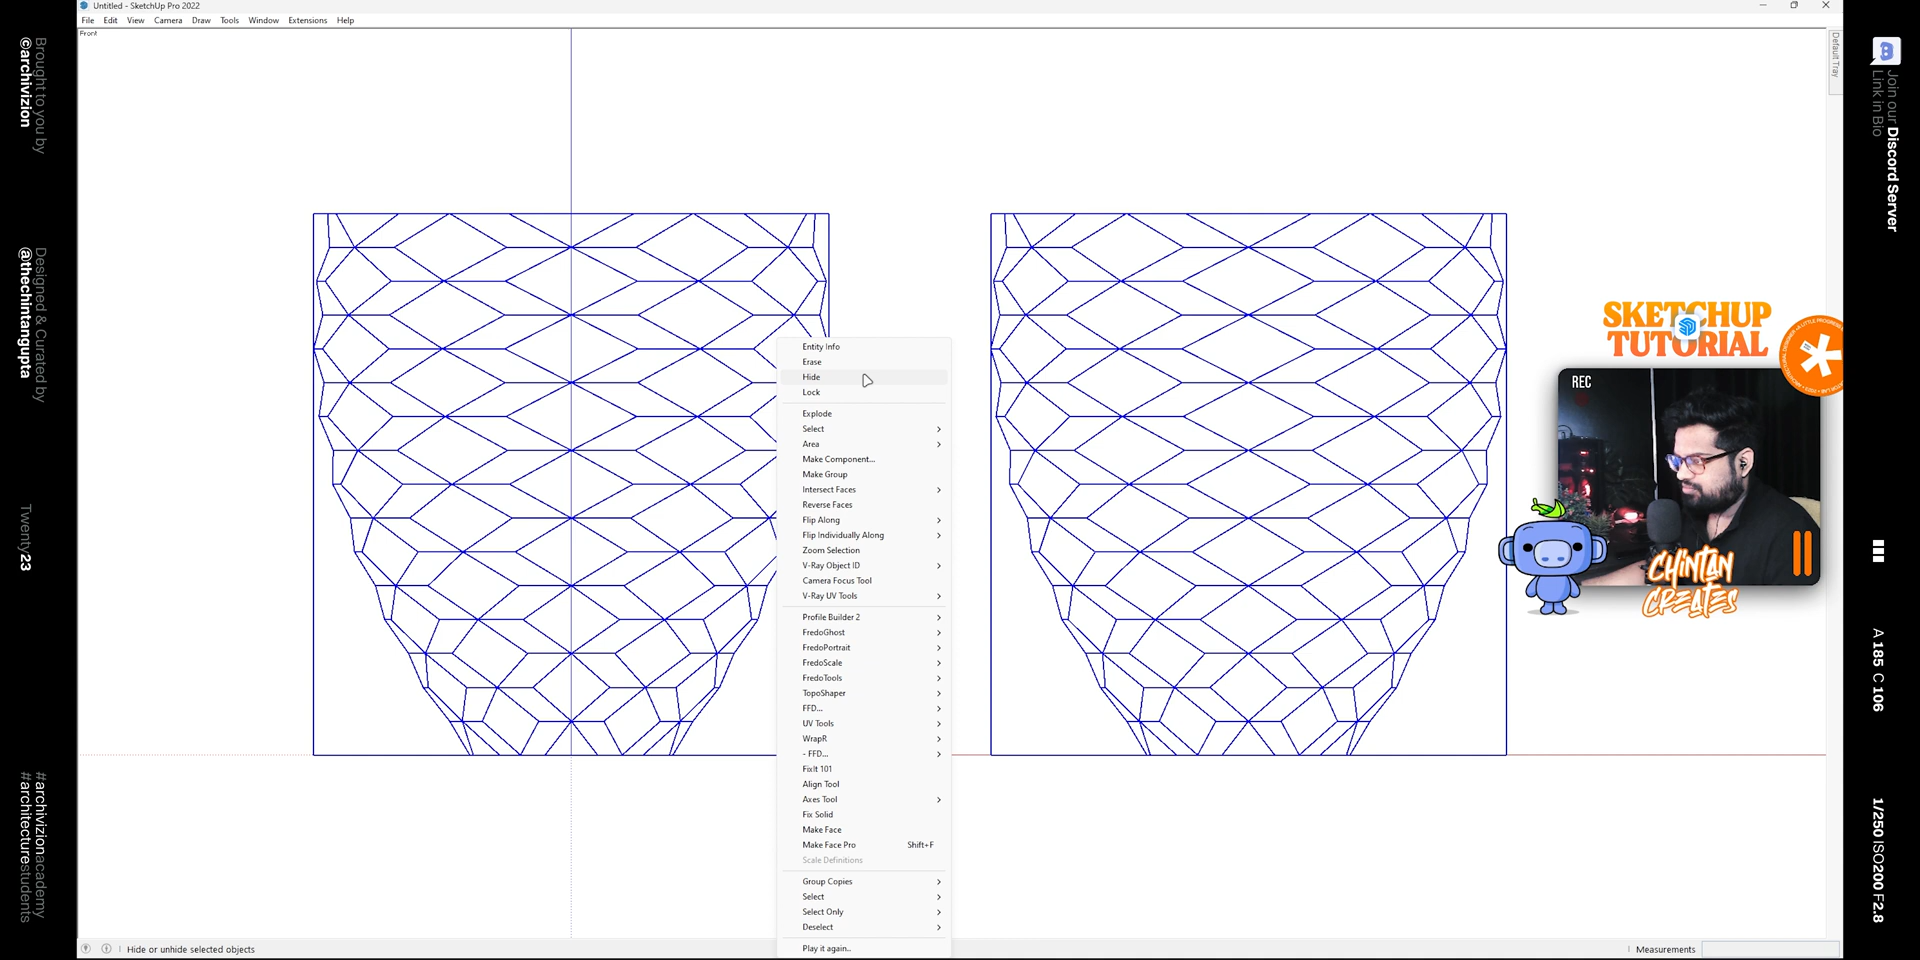 Untitled - SketchUp Pro 2022
File Edit View Camera Draw Tools Window Extensions Help
Front
Default Tray
Brought to you by
©archivizion
Designed & Curated by
@thechintangupta
Twenty23
#archivizionacademy
#architecturestudents
Entity Info
Erase
Hide
Lock
Explode
Select
Area
Make Component...
Make Group
Intersect Faces
Reverse Faces
Flip Along
Flip Individually Along
Zoom Selection
V-Ray Object ID
Camera Focus Tool
V-Ray UV Tools
Profile Builder 2
FredoGhost
FredoPortrait
FredoScale
FredoTools
TopoShaper
FFD...
UV Tools
WrapR
- FFD...
FixIt 101
Align Tool
Axes Tool
Fix Solid
Make Face
Make Face Pro Shift+F
Scale Definitions
Group Copies
Select
Select Only
Deselect
Play it again..
SKETCHUP
TUTORIAL
REC
CHINTAN
CREATES
Join our Discord Server
Link in Bio
A 185 C 106
1/250 ISO200 F2.8
Hide or unhide selected objects
Measurements